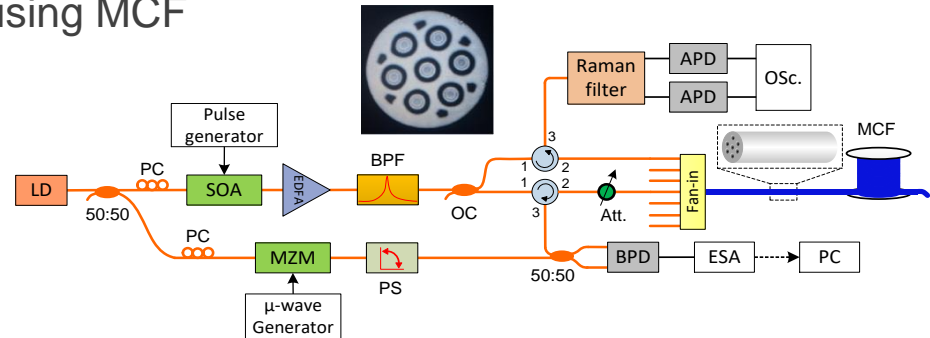 using MCF
Raman
filter
APD
APD
OSc.
Pulse
generator
MCF
PC
BPF
3
1
2
LD
SOA
EDFA
1
2
Fan-in
50:50
OC
Att.
3
PC
MZM
BPD
ESA
PC
PS
50:50
μ-wave
Generator